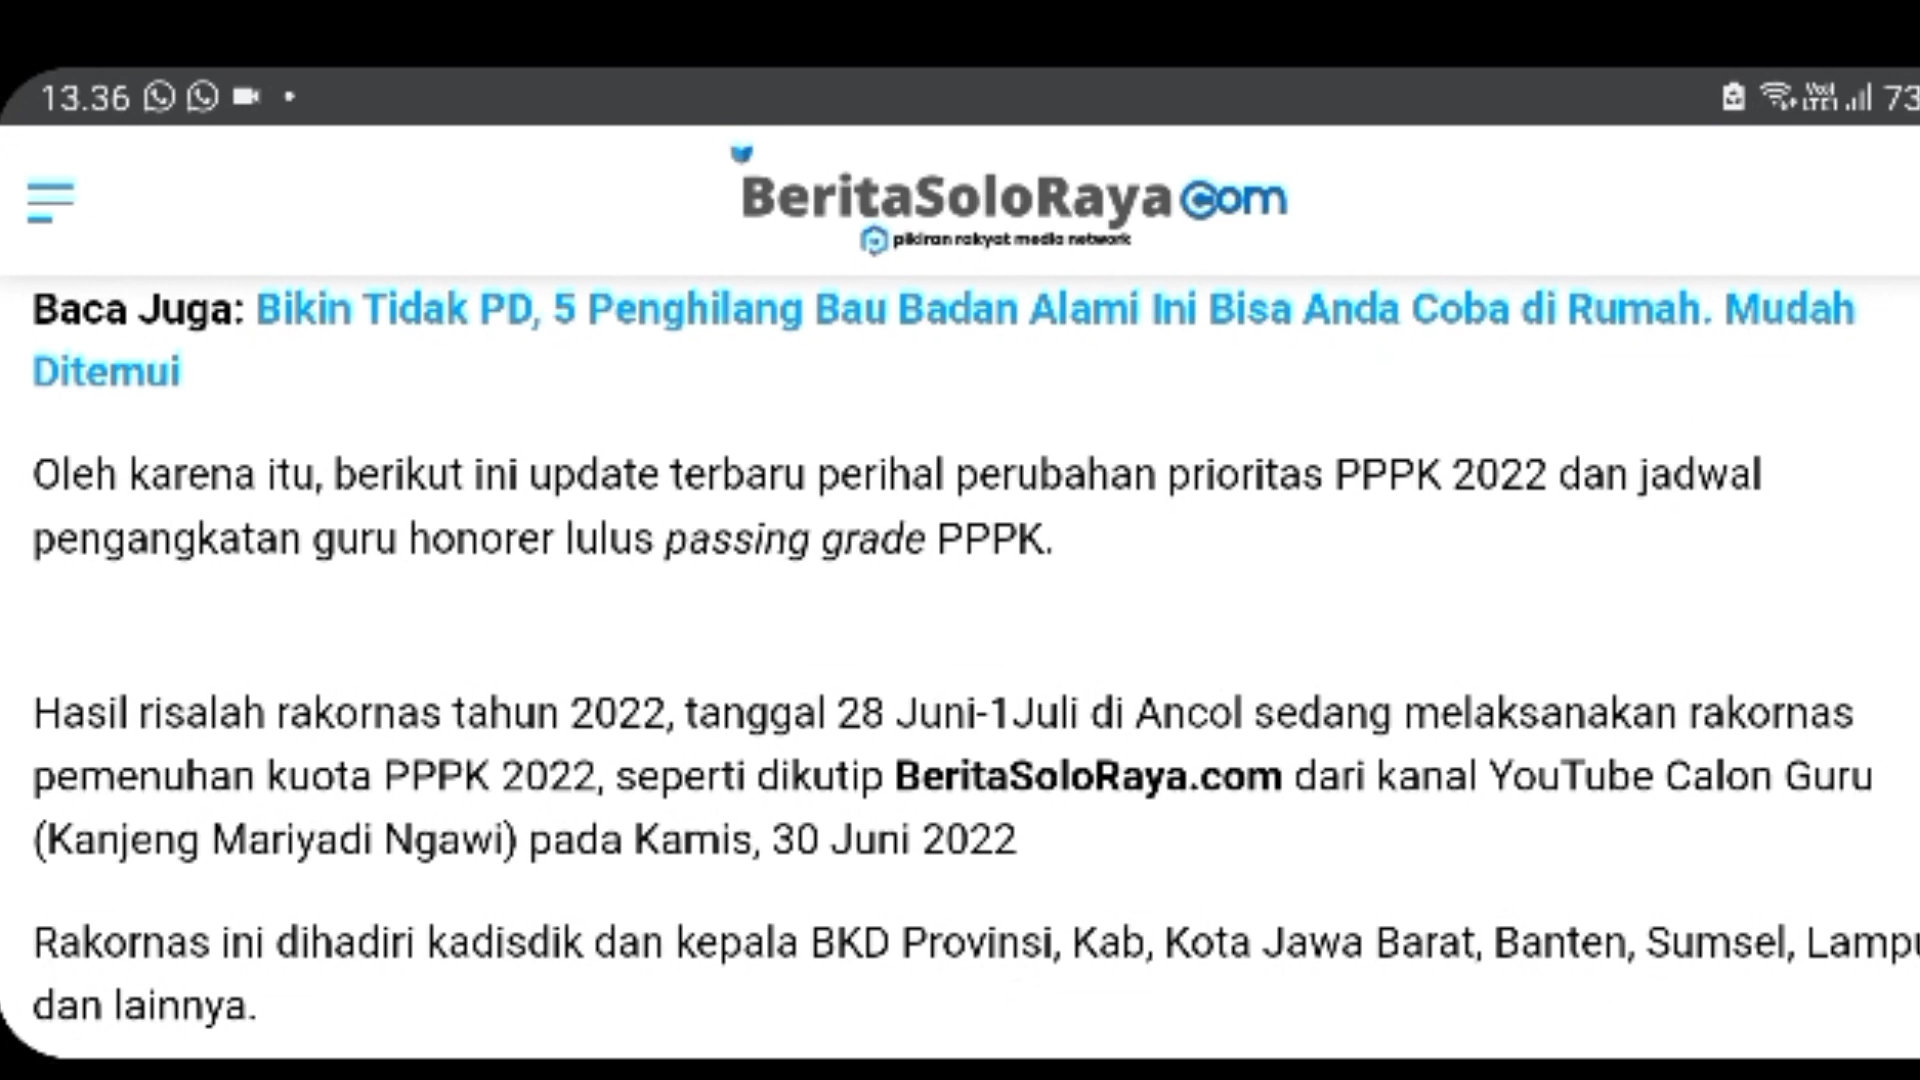 13.36
73
BeritaSoloRaya.com
pikiran rakyat media network
Baca Juga: Bikin Tidak PD, 5 Penghilang Bau Badan Alami Ini Bisa Anda Coba di Rumah. Mudah
Ditemui
Oleh karena itu, berikut ini update terbaru perihal perubahan prioritas PPPK 2022 dan jadwal
pengangkatan guru honorer lulus passing grade PPPK.
Hasil risalah rakornas tahun 2022, tanggal 28 Juni-1Juli di Ancol sedang melaksanakan rakornas
pemenuhan kuota PPPK 2022, seperti dikutip BeritaSoloRaya.com dari kanal YouTube Calon Guru
(Kanjeng Mariyadi Ngawi) pada Kamis, 30 Juni 2022
Rakornas ini dihadiri kadisdik dan kepala BKD Provinsi, Kab, Kota Jawa Barat, Banten, Sumsel, Lampu
dan lainnya.